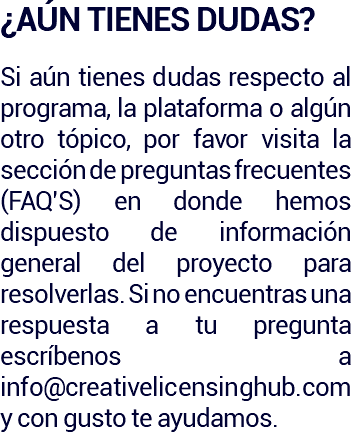 ¿AÚN TIENES DUDAS?
Si aún tienes dudas respecto al
programa, la plataforma o algún
otro tópico, por favor visita la
sección de preguntas frecuentes
(FAQ'S) en donde hemos
dispuesto de información
general del proyecto para
resolverlas. Si no encuentras una
respuesta a tu pregunta
escríbenos a
info@creativelicensinghub.com
y con gusto te ayudamos.